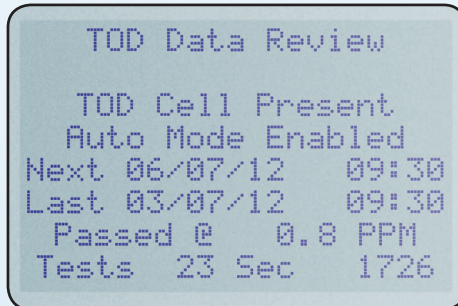 TOD Data Review
TOD Cell Present
Auto Mode Enabled
Next 06/07/12 09:30
Last 03/07/12 09:30
Passed @ 0.8 PPM
Tests 23 Sec 1726